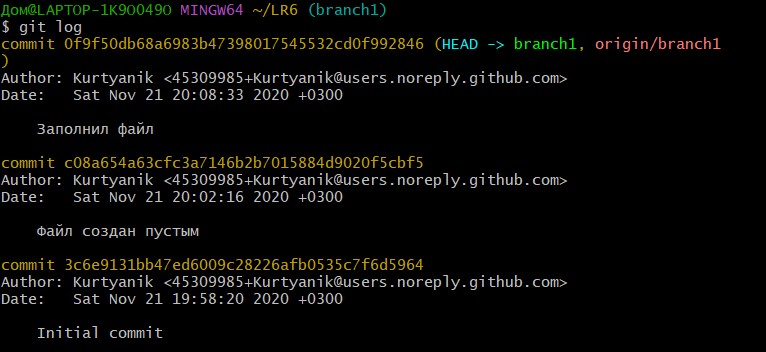 Дом@LAPTOP-1K9OO49O MINGW64 ~/LR6 (branch1)
$ git log
commit 0f9f50db68a6983b47398017545532cd0f992846 (HEAD -> branch1, origin/branch1
)
Author: Kurtyanik <45309985+Kurtyanik@users.noreply.github.com>
Date:   Sat Nov 21 20:08:33 2020 +0300
Заполнил файл
commit c08a654a63cfc3a7146b2b7015884d9020f5cbf5
Author: Kurtyanik <45309985+Kurtyanik@users.noreply.github.com>
Date:   Sat Nov 21 20:02:16 2020 +0300
Файл создан пустым
commit 3c6e9131bb47ed6009c28226afb0535c7f6d5964
Author: Kurtyanik <45309985+Kurtyanik@users.noreply.github.com>
Date:   Sat Nov 21 19:58:20 2020 +0300
Initial commit